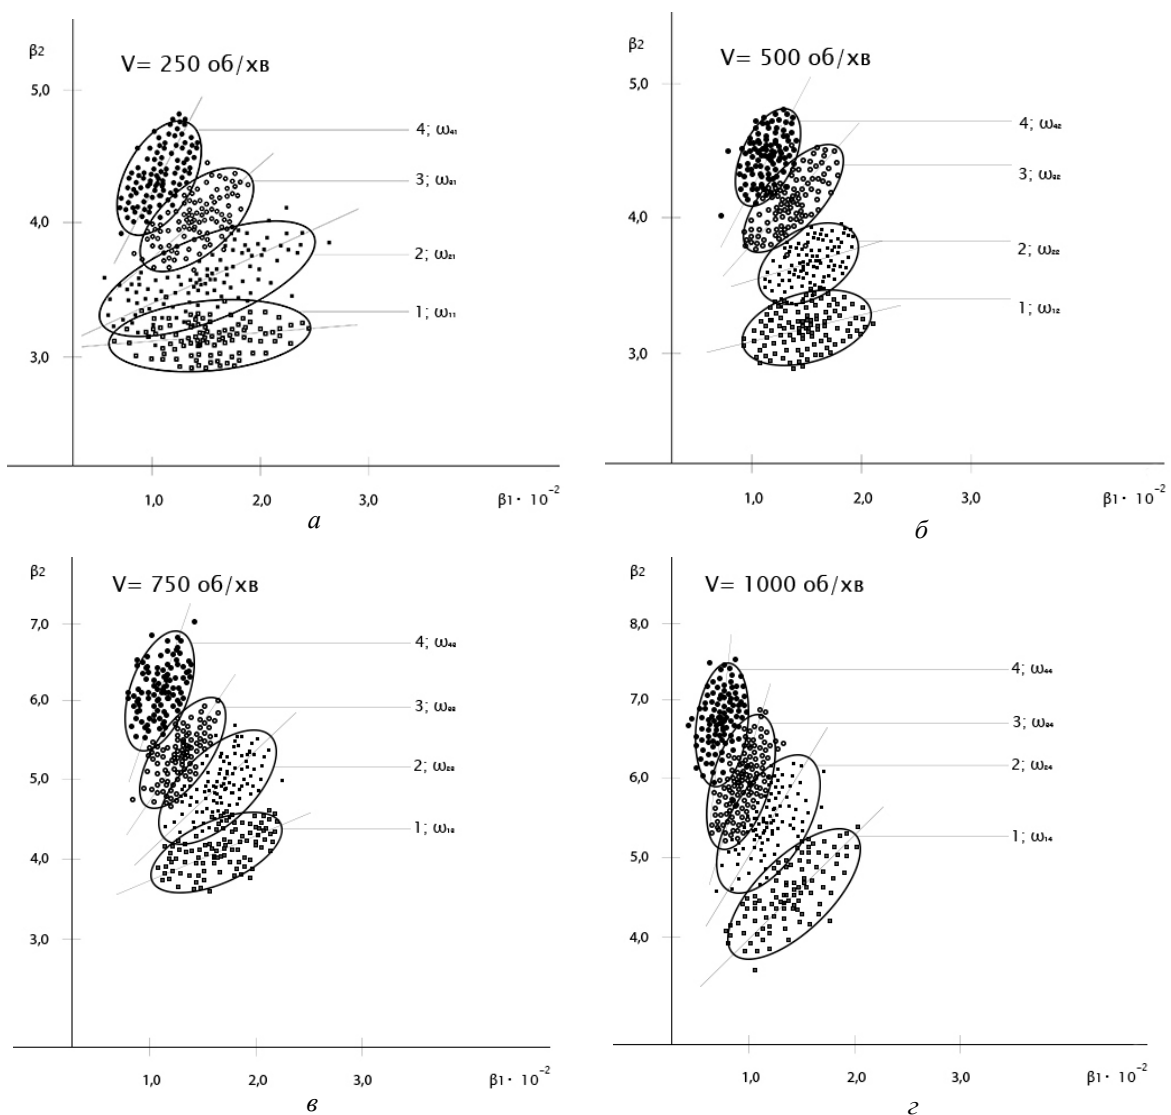 β2
V= 250 об/хв
5,0
4; ω₄₁
3; ω₃₁
4,0
2; ω₂₁
1; ω₁₁
3,0
1,0 2,0 3,0 β1 · 10⁻²
а
β2
V= 500 об/хв
5,0
4; ω₄₂
3; ω₃₂
4,0
2; ω₂₂
1; ω₁₂
3,0
1,0 2,0 3,0 β1 · 10⁻²
б
β2
V= 750 об/хв
7,0
4; ω₄₃
6,0
3; ω₃₃
5,0
2; ω₂₃
1; ω₁₃
4,0
3,0
1,0 2,0 3,0 β1 · 10⁻²
в
β2
V= 1000 об/хв
8,0
4; ω₄₄
7,0
3; ω₃₄
6,0
2; ω₂₄
1; ω₁₄
5,0
4,0
1,0 2,0 3,0 β1 · 10⁻²
г